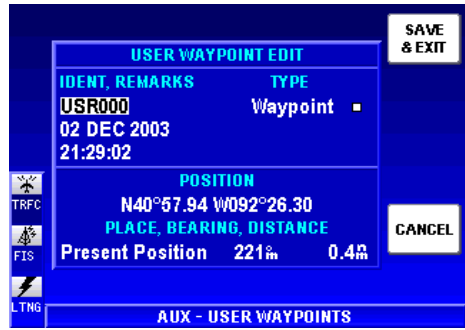 SAVE
& EXIT
USER WAYPOINT EDIT
IDENT, REMARKS TYPE
USR000 Waypoint
02 DEC 2003
21:29:02
POSITION
N40°57.94 W092°26.30
PLACE, BEARING, DISTANCE
Present Position 221°m 0.4nm
TRFC
FIS
LTNG
CANCEL
AUX - USER WAYPOINTS